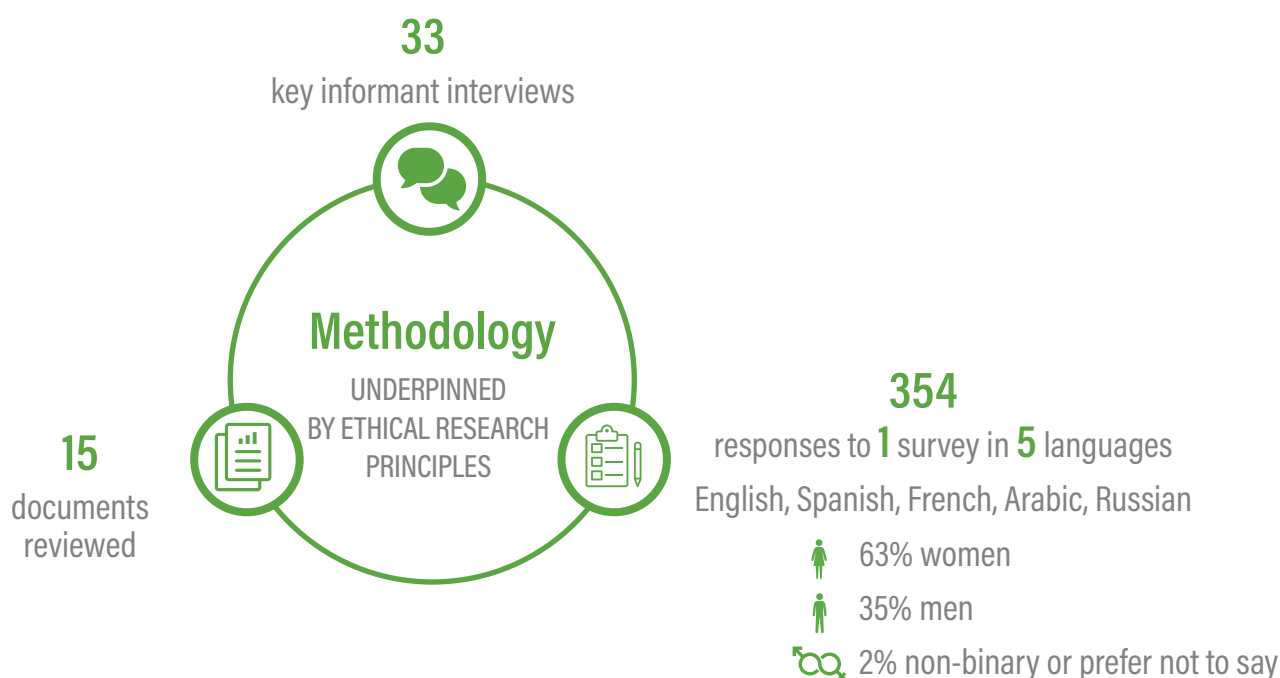 33
key informant interviews
Methodology
UNDERPINNED
BY ETHICAL RESEARCH
PRINCIPLES
15
documents
reviewed
354
responses to 1 survey in 5 languages
English, Spanish, French, Arabic, Russian
63% women
35% men
2% non-binary or prefer not to say